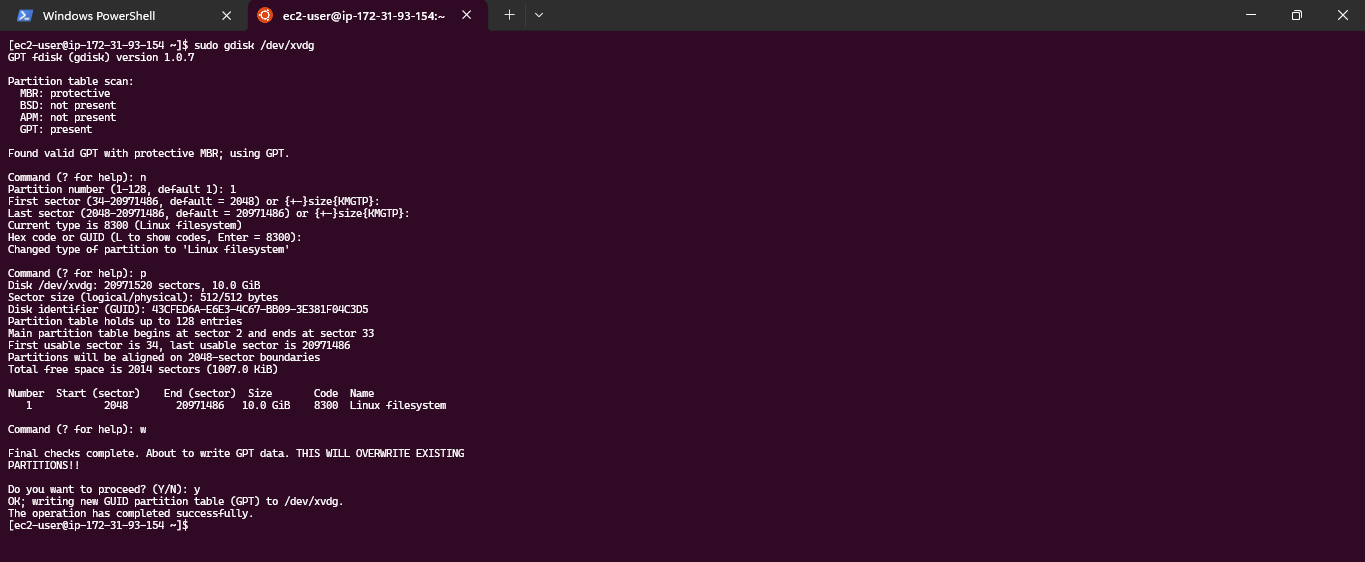 Windows PowerShell
ec2-user@ip-172-31-93-154:~
[ec2-user@ip-172-31-93-154 ~]$ sudo gdisk /dev/xvdg
GPT fdisk (gdisk) version 1.0.7
Partition table scan:
MBR: protective
BSD: not present
APM: not present
GPT: present
Found valid GPT with protective MBR; using GPT.
Command (? for help): n
Partition number (1-128, default 1): 1
First sector (34-20971486, default = 2048) or {+-}size{KMGTP}:
Last sector (2048-20971486, default = 20971486) or {+-}size{KMGTP}:
Current type is 8300 (Linux filesystem)
Hex code or GUID (L to show codes, Enter = 8300):
Changed type of partition to 'Linux filesystem'
Command (? for help): p
Disk /dev/xvdg: 20971520 sectors, 10.0 GiB
Sector size (logical/physical): 512/512 bytes
Disk identifier (GUID): 43CFED6A-E6E3-4C67-BB09-3E381F04C3D5
Partition table holds up to 128 entries
Main partition table begins at sector 2 and ends at sector 33
First usable sector is 34, last usable sector is 20971486
Partitions will be aligned on 2048-sector boundaries
Total free space is 2014 sectors (1007.0 KiB)
Number  Start (sector)    End (sector)  Size       Code  Name
1            2048        20971486   10.0 GiB    8300  Linux filesystem
Command (? for help): w
Final checks complete. About to write GPT data. THIS WILL OVERWRITE EXISTING
PARTITIONS!!
Do you want to proceed? (Y/N): y
OK; writing new GUID partition table (GPT) to /dev/xvdg.
The operation has completed successfully.
[ec2-user@ip-172-31-93-154 ~]$